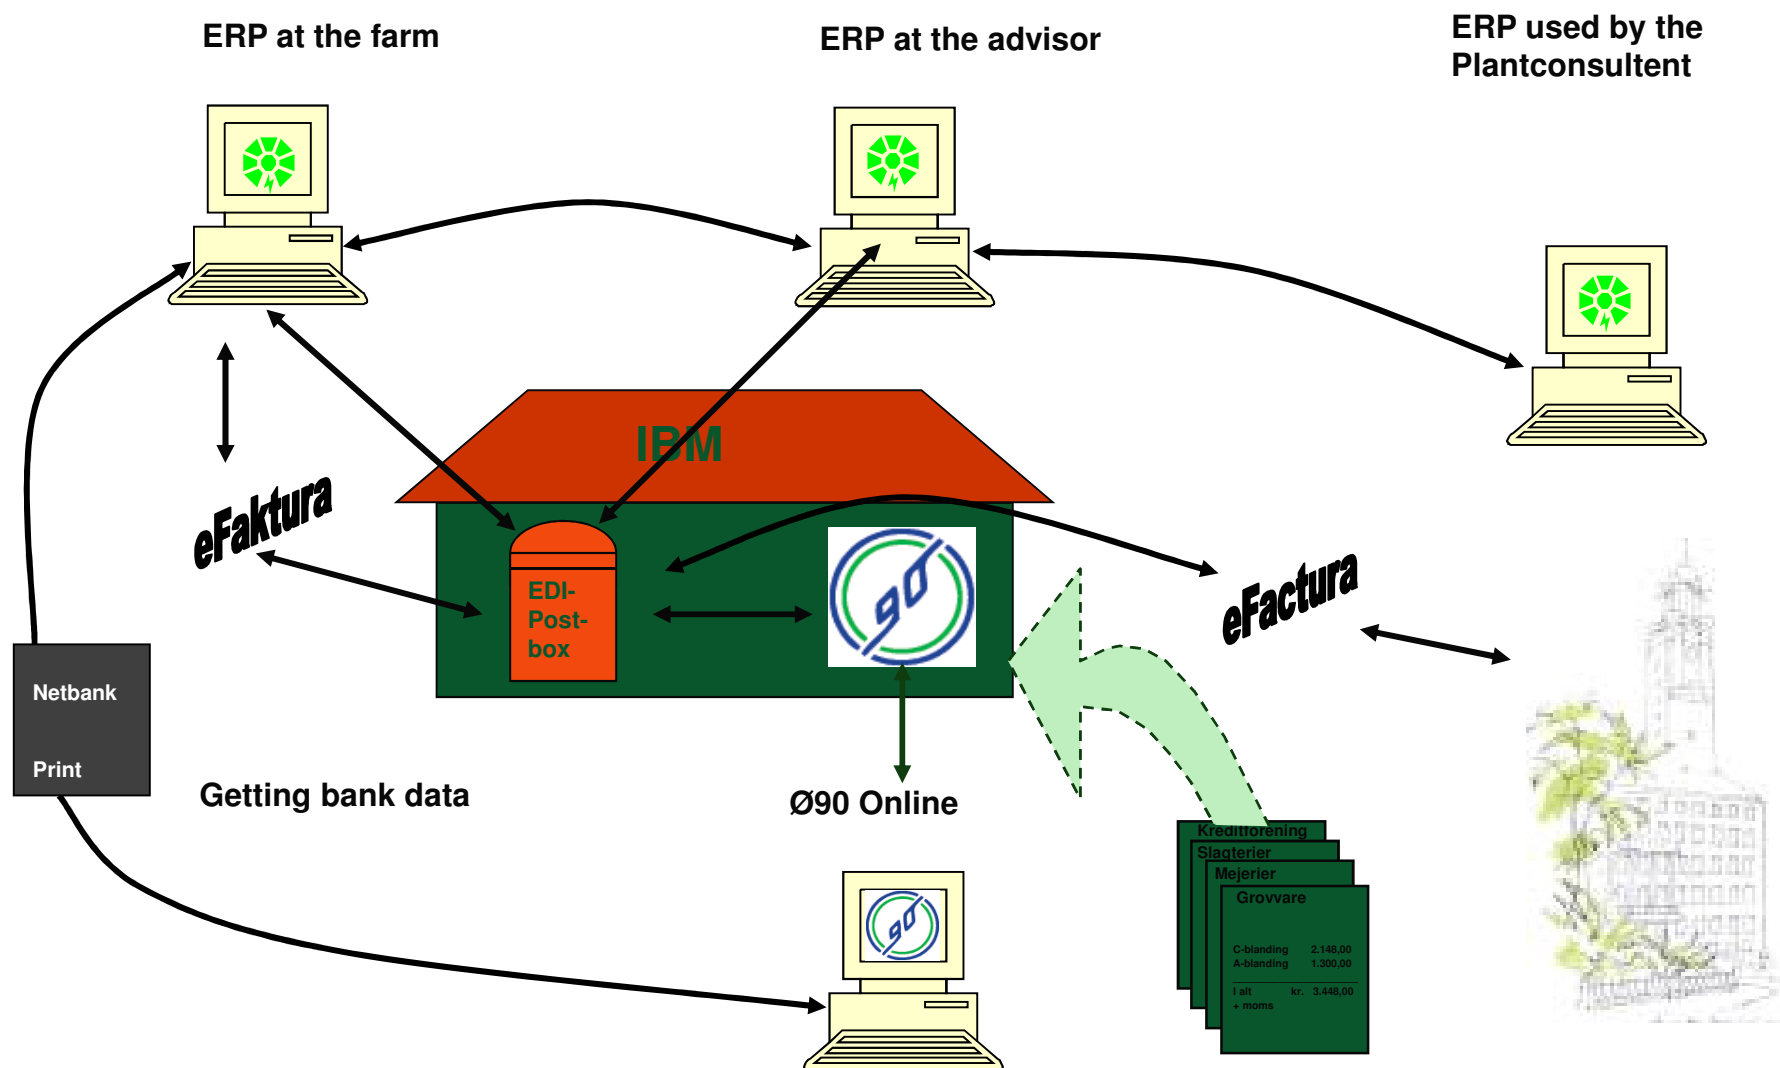 ERP at the farm
ERP at the advisor
ERP used by the
Plantconsultent
IBM
eFaktura
EDI-
Post-
box
90
eFactura
Netbank
Print
Getting bank data
Ø90 Online
90
Kreditforening
Slagterier
Mejerier
Grovvare
C-blanding 2.148,00
A-blanding 1.300,00
I alt kr. 3.448,00
+ moms